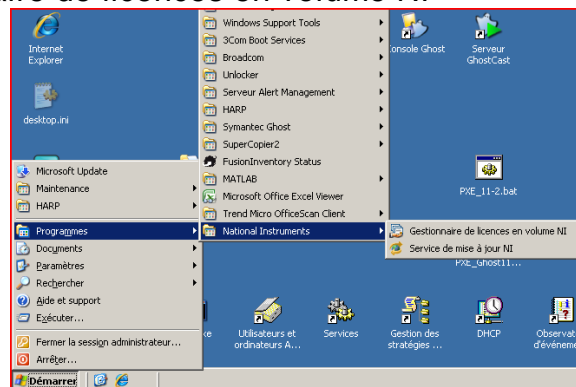 Windows Support Tools
3Com Boot Services
Broadcom
Unlocker
Serveur Alert Management
HARP
Symantec Ghost
SuperCopier2
FusionInventory Status
MATLAB
Microsoft Office Excel Viewer
Trend Micro OfficeScan Client
National Instruments
Gestionnaire de licences en volume NI
Service de mise à jour NI
Internet
Explorer
desktop.ini
Console Ghost
Serveur
GhostCast
PXE_11-2.bat
PXE_Ghost11...
Microsoft Update
Maintenance
HARP
Programmes
Documents
Paramètres
Rechercher
Aide et support
Exécuter...
Fermer la session administrateur...
Arrêter...
Utilisateurs et
ordinateurs A...
Services
Gestion des
stratégies ...
DHCP
Observat
d'événeme
Démarrer